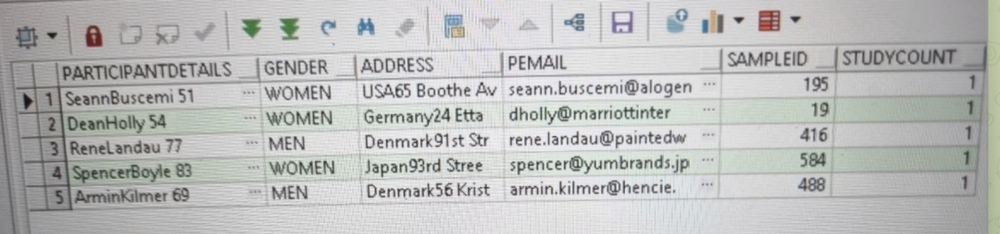 PARTICIPANTDETAILS GENDER ADDRESS PEMAIL SAMPLEID STUDYCOUNT
1 SeannBuscemi 51 ... WOMEN USA65 Boothe Av seann.buscemi@alogen ... 195 1
2 DeanHolly 54 ... WOMEN Germany24 Etta dholly@marriottinter ... 19 1
3 ReneLandau 77 ... MEN Denmark91st Str rene.landau@paintedw ... 416 1
4 SpencerBoyle 83 ... WOMEN Japan93rd Stree spencer@yumbrands.jp ... 584 1
5 ArminKilmer 69 ... MEN Denmark56 Krist armin.kilmer@hencie. ... 488 1